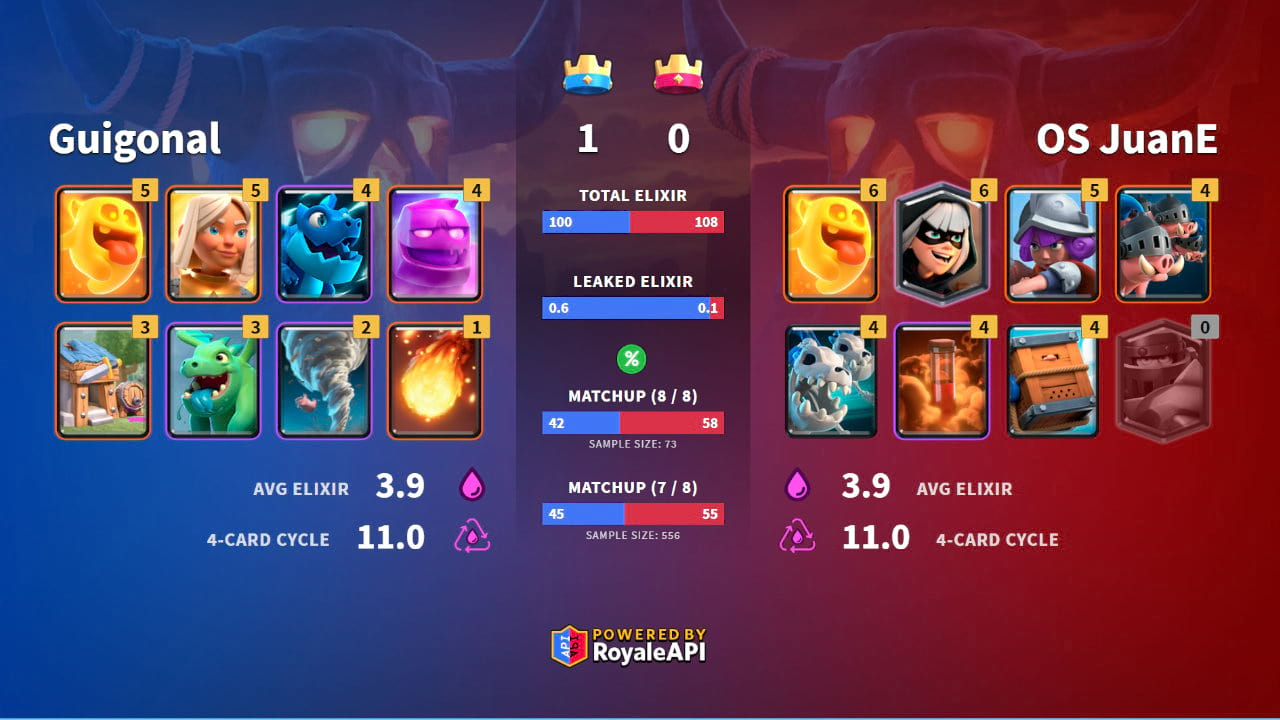 Guigonal
1 0
OS JuanE
5 5 4 4
3 3 2 1
TOTAL ELIXIR
100 108
LEAKED ELIXIR
0.6 0.1
%
MATCHUP (8 / 8)
42 58
SAMPLE SIZE: 73
MATCHUP (7 / 8)
45 55
SAMPLE SIZE: 556
6 6 5 4
4 4 4 0
AVG ELIXIR 3.9
4-CARD CYCLE 11.0
3.9 AVG ELIXIR
11.0 4-CARD CYCLE
API
POWERED BY
RoyaleAPI